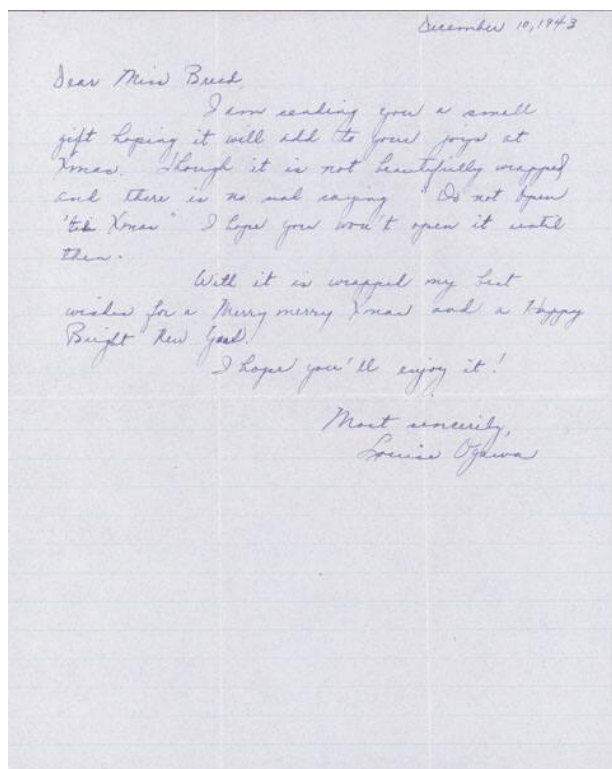 December 10, 1943
Dear Miss Breed,
I am sending you a small
gift hoping it will add to your joys at
Xmas. Though it is not beautifully wrapped
and there is no seal saying "Do not Open
'til Xmas" I hope you won't open it until
then.
With it is wrapped my best
wishes for a Merry merry Xmas and a Happy
Bright New Year.
I hope you'll enjoy it!
Most sincerely,
Louise Ogawa